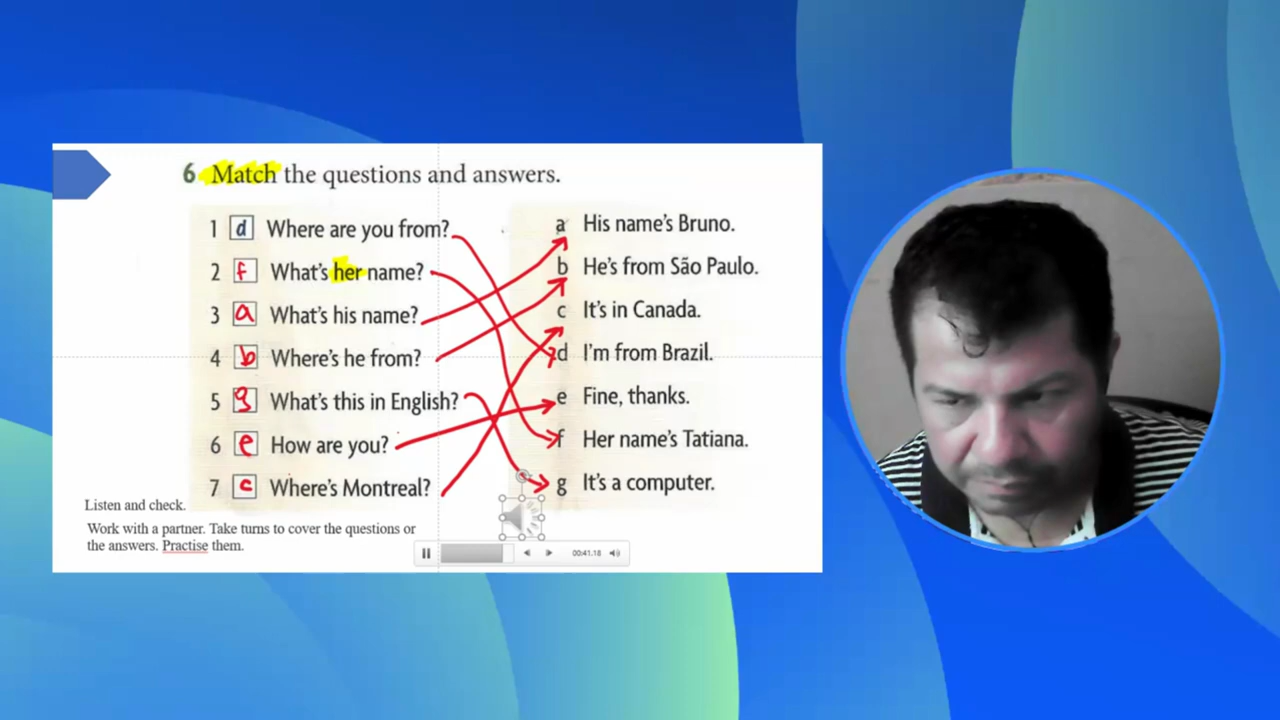 6 Match the questions and answers.
1 d Where are you from?
2 f What's her name?
3 a What's his name?
4 b Where's he from?
5 g What's this in English?
6 e How are you?
7 c Where's Montreal?
a His name's Bruno.
b He's from São Paulo.
c It's in Canada.
d I'm from Brazil.
e Fine, thanks.
f Her name's Tatiana.
g It's a computer.
Listen and check.
Work with a partner. Take turns to cover the questions or
the answers. Practise them.
00:41.18